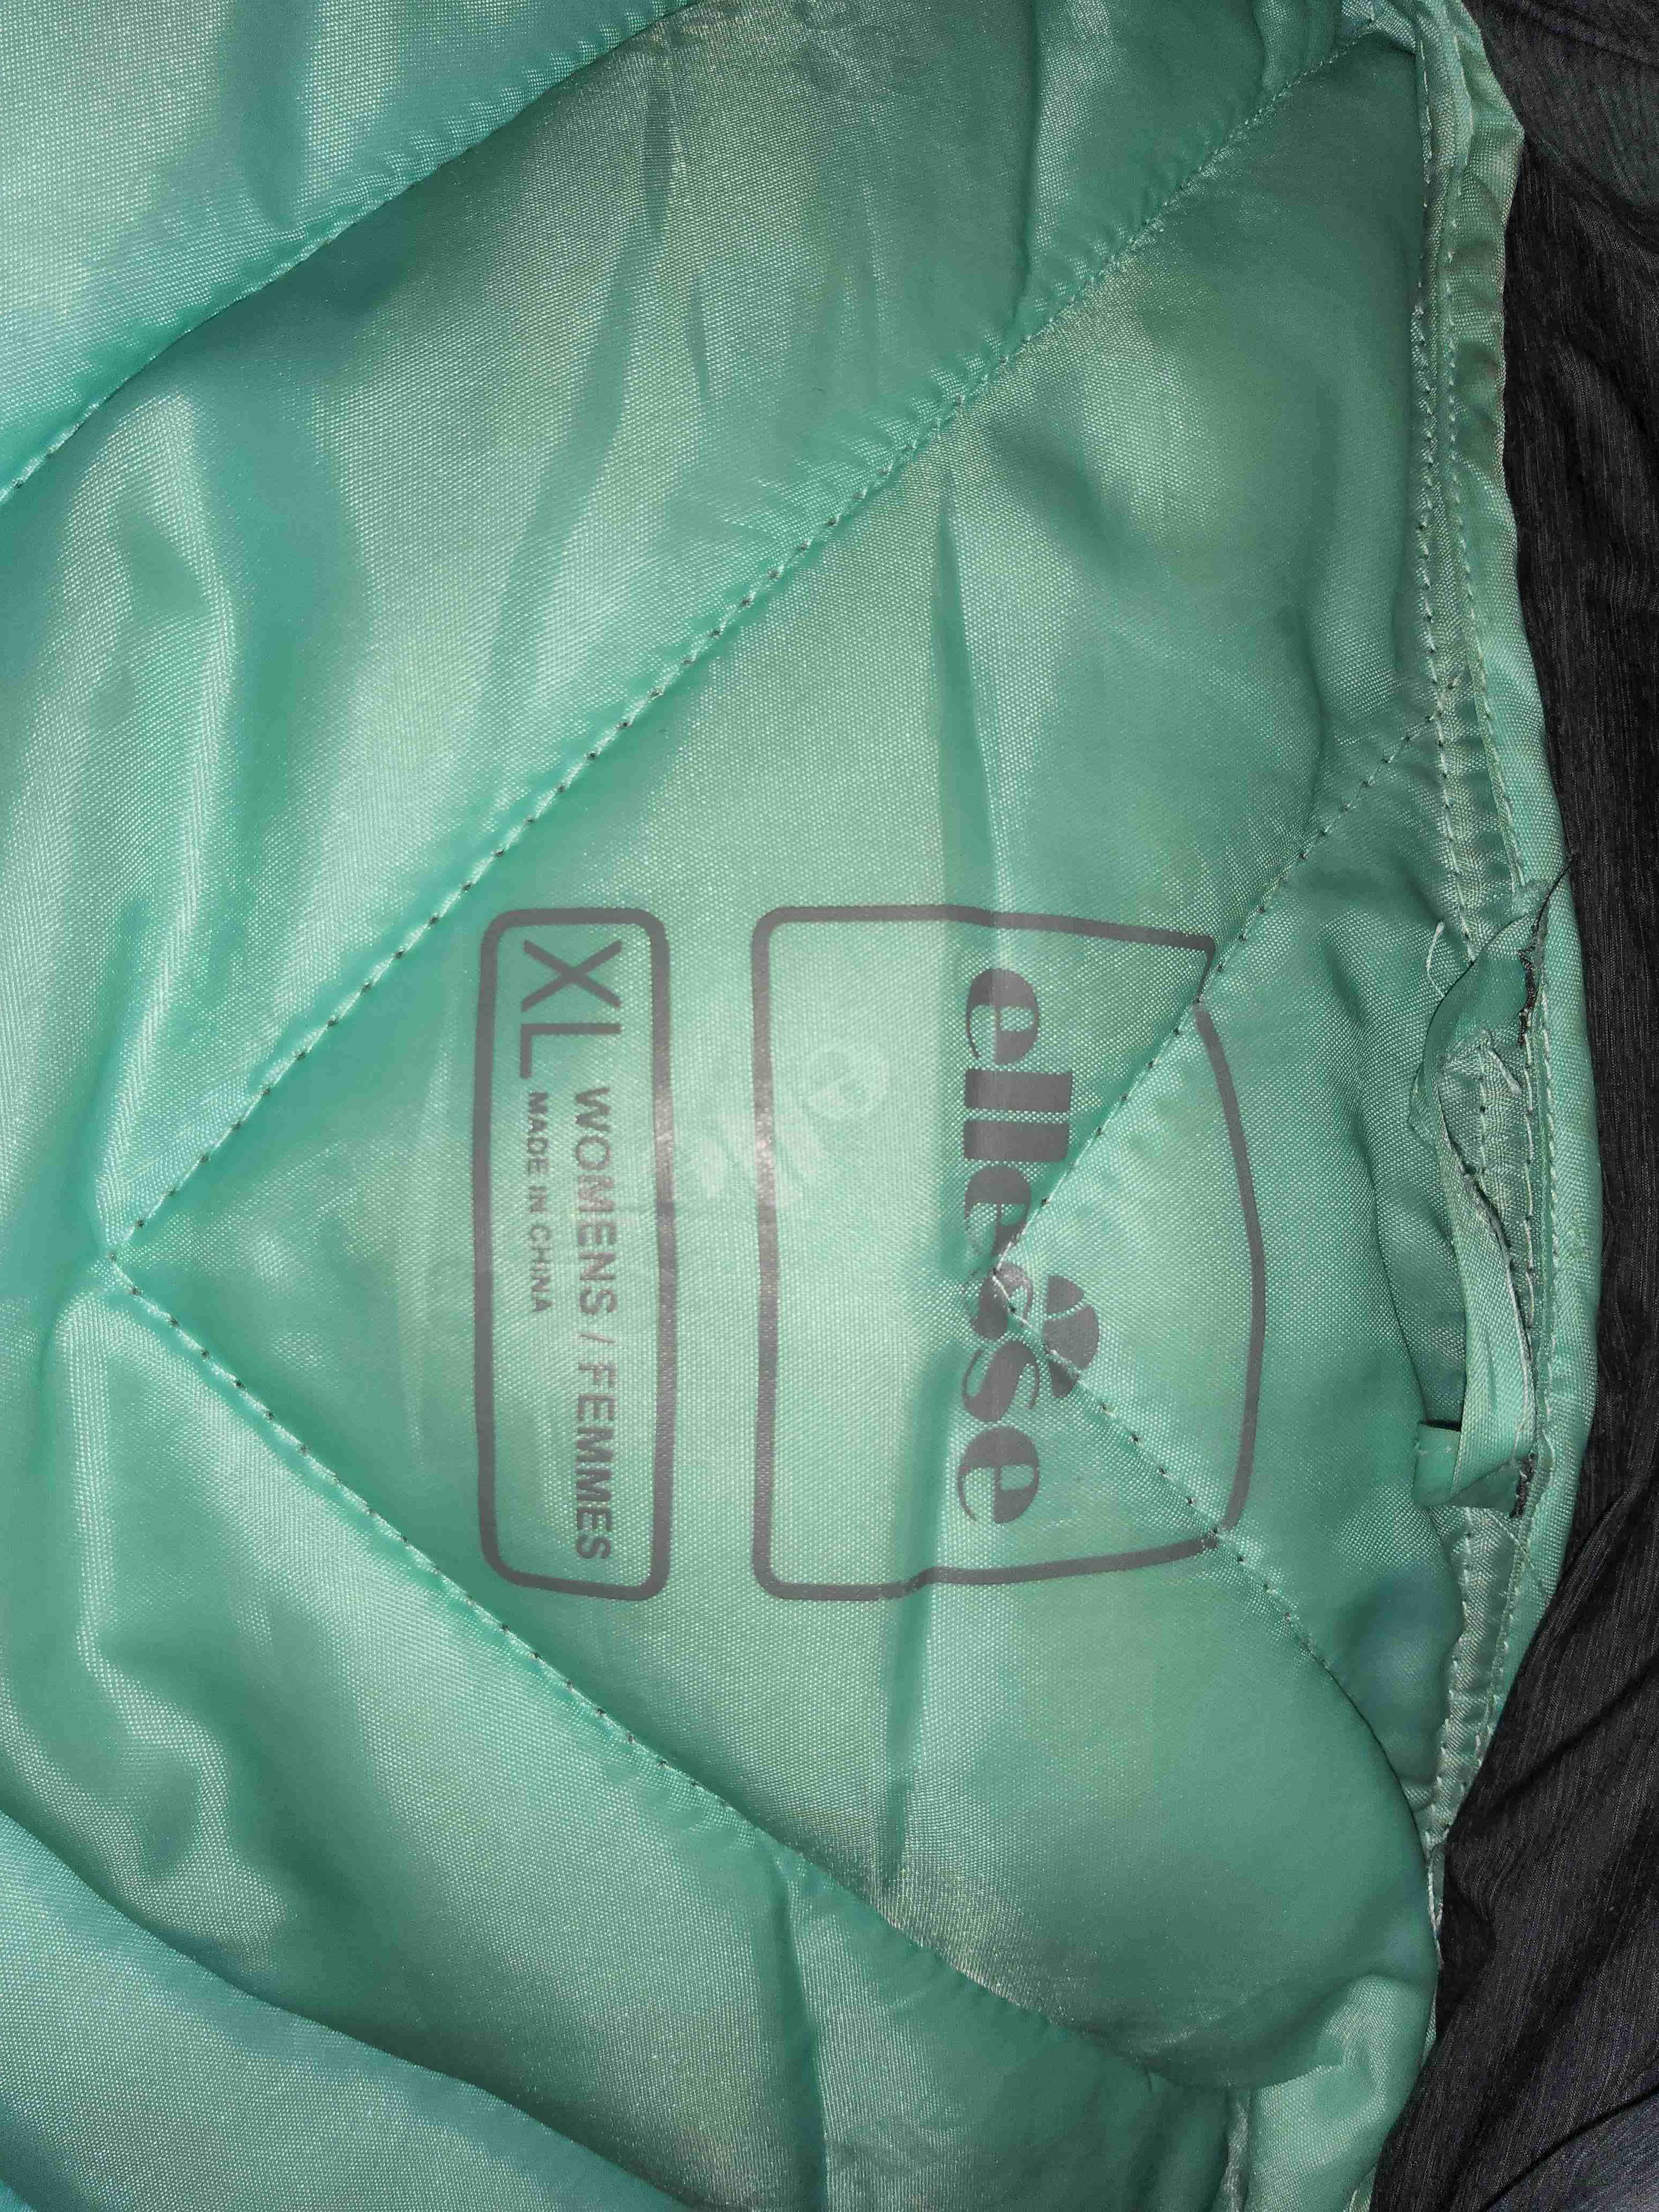 ellesse
XL WOMENS / FEMMES
MADE IN CHINA